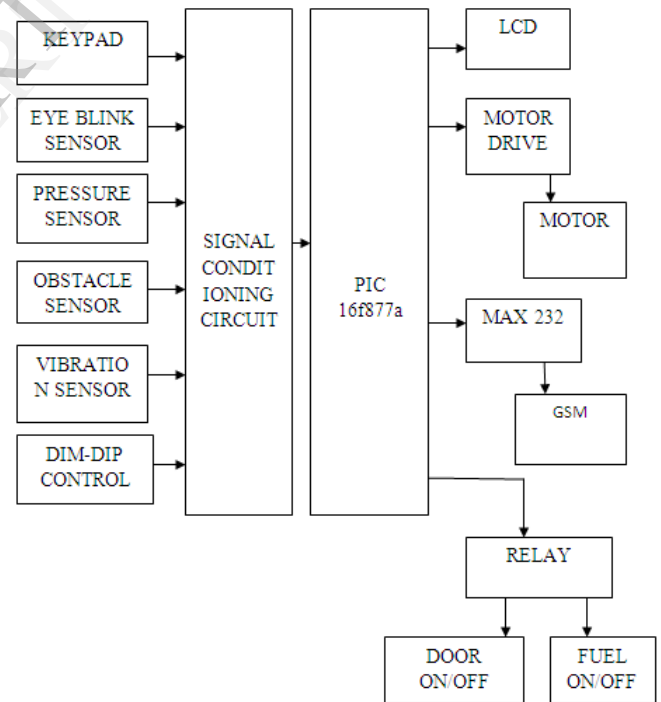 KEYPAD
EYE BLINK
SENSOR
PRESSURE
SENSOR
OBSTACLE
SENSOR
VIBRATIO
N SENSOR
DIM-DIP
CONTROL
SIGNAL
CONDIT
IONING
CIRCUIT
PIC
16f877a
LCD
MOTOR
DRIVE
MOTOR
MAX 232
GSM
RELAY
DOOR
ON/OFF
FUEL
ON/OFF